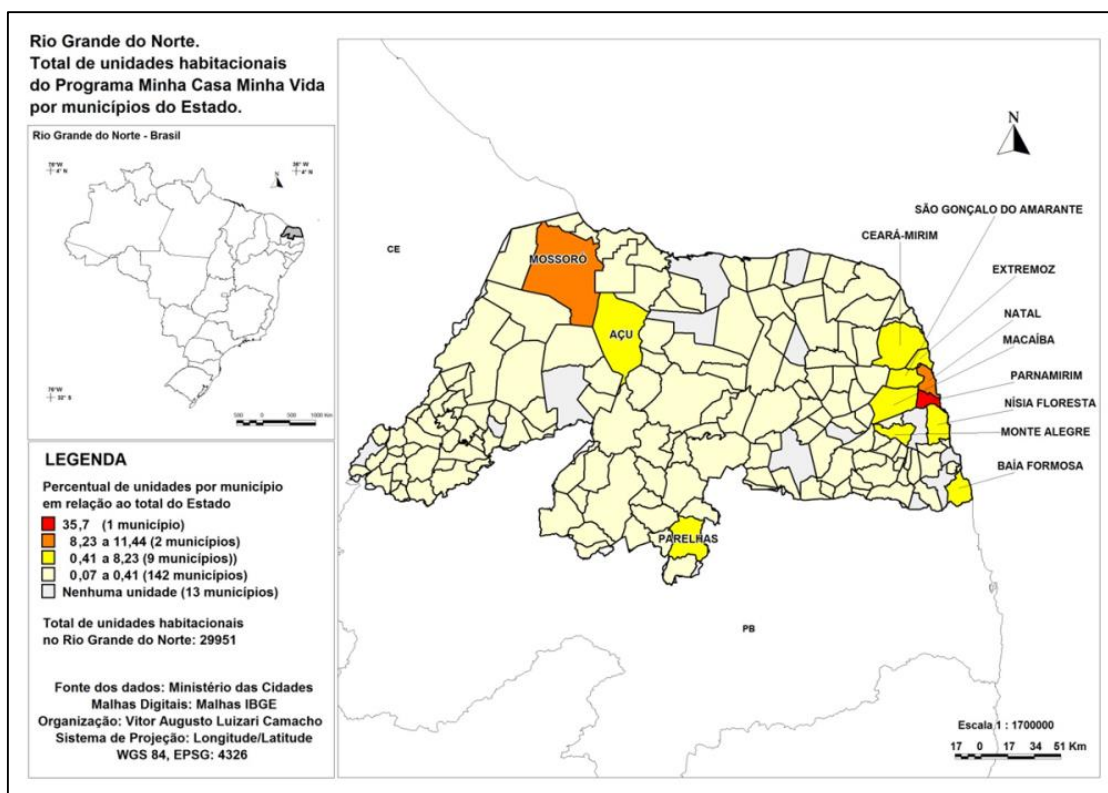 Rio Grande do Norte.
Total de unidades habitacionais
do Programa Minha Casa Minha Vida
por municípios do Estado.
Rio Grande do Norte - Brasil
N
500 0 500 1000 Km
LEGENDA
Percentual de unidades por município
em relação ao total do Estado
35,7 (1 município)
8,23 a 11,44 (2 municípios)
0,41 a 8,23 (9 municípios))
0,07 a 0,41 (142 municípios)
Nenhuma unidade (13 municípios)
Total de unidades habitacionais
no Rio Grande do Norte: 29951
Fonte dos dados: Ministério das Cidades
Malhas Digitais: Malhas IBGE
Organização: Vitor Augusto Luizari Camacho
Sistema de Projeção: Longitude/Latitude
WGS 84, EPSG: 4326
N
SÃO GONÇALO DO AMARANTE
CEARÁ-MIRIM
EXTREMOZ
NATAL
MACAÍBA
PARNAMIRIM
NÍSIA FLORESTA
MONTE ALEGRE
BAÍA FORMOSA
CE
MOSSORÓ
AÇU
PARELHAS
PB
Escala 1 : 1700000
17 0 17 34 51 Km